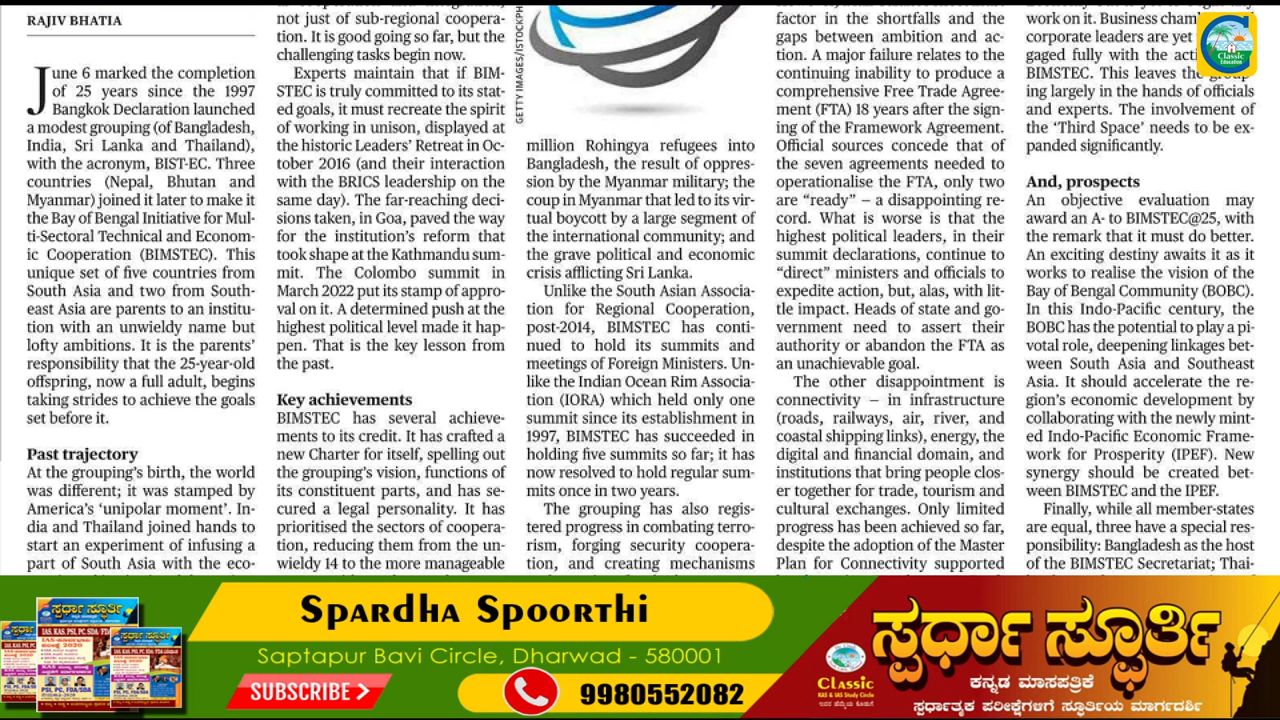 RAJIV BHATIA
June 6 marked the completion
of 25 years since the 1997
Bangkok Declaration launched
a modest grouping (of Bangladesh,
India, Sri Lanka and Thailand),
with the acronym, BIST-EC. Three
countries (Nepal, Bhutan and
Myanmar) joined it later to make it
the Bay of Bengal Initiative for Mul-
ti-Sectoral Technical and Econom-
ic Cooperation (BIMSTEC). This
unique set of five countries from
South Asia and two from South-
east Asia are parents to an institu-
tion with an unwieldy name but
lofty ambitions. It is the parents'
responsibility that the 25-year-old
offspring, now a full adult, begins
taking strides to achieve the goals
set before it.
Past trajectory
At the grouping's birth, the world
was different; it was stamped by
America's 'unipolar moment'. In-
dia and Thailand joined hands to
start an experiment of infusing a
part of South Asia with the eco-
not just of sub-regional coopera-
tion. It is good going so far, but the
challenging tasks begin now.
Experts maintain that if BIM-
STEC is truly committed to its stat-
ed goals, it must recreate the spirit
of working in unison, displayed at
the historic Leaders' Retreat in Oc-
tober 2016 (and their interaction
with the BRICS leadership on the
same day). The far-reaching deci-
sions taken, in Goa, paved the way
for the institution's reform that
took shape at the Kathmandu sum-
mit. The Colombo summit in
March 2022 put its stamp of appro-
val on it. A determined push at the
highest political level made it hap-
pen. That is the key lesson from
the past.
Key achievements
BIMSTEC has several achieve-
ments to its credit. It has crafted a
new Charter for itself, spelling out
the grouping's vision, functions of
its constituent parts, and has se-
cured a legal personality. It has
prioritised the sectors of coopera-
tion, reducing them from the un-
wieldy 14 to the more manageable
GETTY IMAGES/ISTOCKPH
million Rohingya refugees into
Bangladesh, the result of oppres-
sion by the Myanmar military; the
coup in Myanmar that led to its vir-
tual boycott by a large segment of
the international community; and
the grave political and economic
crisis afflicting Sri Lanka.
Unlike the South Asian Associa-
tion for Regional Cooperation,
post-2014, BIMSTEC has conti-
nued to hold its summits and
meetings of Foreign Ministers. Un-
like the Indian Ocean Rim Associa-
tion (IORA) which held only one
summit since its establishment in
1997, BIMSTEC has succeeded in
holding five summits so far; it has
now resolved to hold regular sum-
mits once in two years.
The grouping has also regis-
tered progress in combating terro-
rism, forging security coopera-
tion, and creating mechanisms
factor in the shortfalls and the
gaps between ambition and ac-
tion. A major failure relates to the
continuing inability to produce a
comprehensive Free Trade Agree-
ment (FTA) 18 years after the sign-
ing of the Framework Agreement.
Official sources concede that of
the seven agreements needed to
operationalise the FTA, only two
are "ready" – a disappointing re-
cord. What is worse is that the
highest political leaders, in their
summit declarations, continue to
"direct" ministers and officials to
expedite action, but, alas, with lit-
tle impact. Heads of state and go-
vernment need to assert their
authority or abandon the FTA as
an unachievable goal.
The other disappointment is
connectivity – in infrastructure
(roads, railways, air, river, and
coastal shipping links), energy, the
digital and financial domain, and
institutions that bring people clos-
er together for trade, tourism and
cultural exchanges. Only limited
progress has been achieved so far,
despite the adoption of the Master
Plan for Connectivity supported
work on it. Business cham
corporate leaders are yet
gaged fully with the acti
BIMSTEC. This leaves the group-
ing largely in the hands of officials
and experts. The involvement of
the 'Third Space' needs to be ex-
panded significantly.
And, prospects
An objective evaluation may
award an A- to BIMSTEC@25, with
the remark that it must do better.
An exciting destiny awaits it as it
works to realise the vision of the
Bay of Bengal Community (BOBC).
In this Indo-Pacific century, the
BOBC has the potential to play a pi-
votal role, deepening linkages bet-
ween South Asia and Southeast
Asia. It should accelerate the re-
gion's economic development by
collaborating with the newly mint-
ed Indo-Pacific Economic Frame-
work for Prosperity (IPEF). New
synergy should be created bet-
ween BIMSTEC and the IPEF.
Finally, while all member-states
are equal, three have a special res-
ponsibility: Bangladesh as the host
of the BIMSTEC Secretariat; Thai-
Classic
Education
Spardha Spoorthi
Saptapur Bavi Circle, Dharwad - 580001
SUBSCRIBE
9980552082
ಸ್ಪರ್ಧಾ ಸ್ಫೂರ್ತಿ
ಕನ್ನಡ ಮಾಸಪತ್ರಿಕೆ
ಸ್ಪರ್ಧಾತ್ಮಕ ಪರೀಕ್ಷೆಗಳಿಗೆ ಸ್ಫೂರ್ತಿಯ ಮಾರ್ಗದರ್ಶಿ
Classic
KAS & IAS Study Circle
ಸ್ಪರ್ಧಾ ಸ್ಫೂರ್ತಿ
IAS, KAS, PSI, PC, SDA/FDA
PSI, PC, FDA/SDA